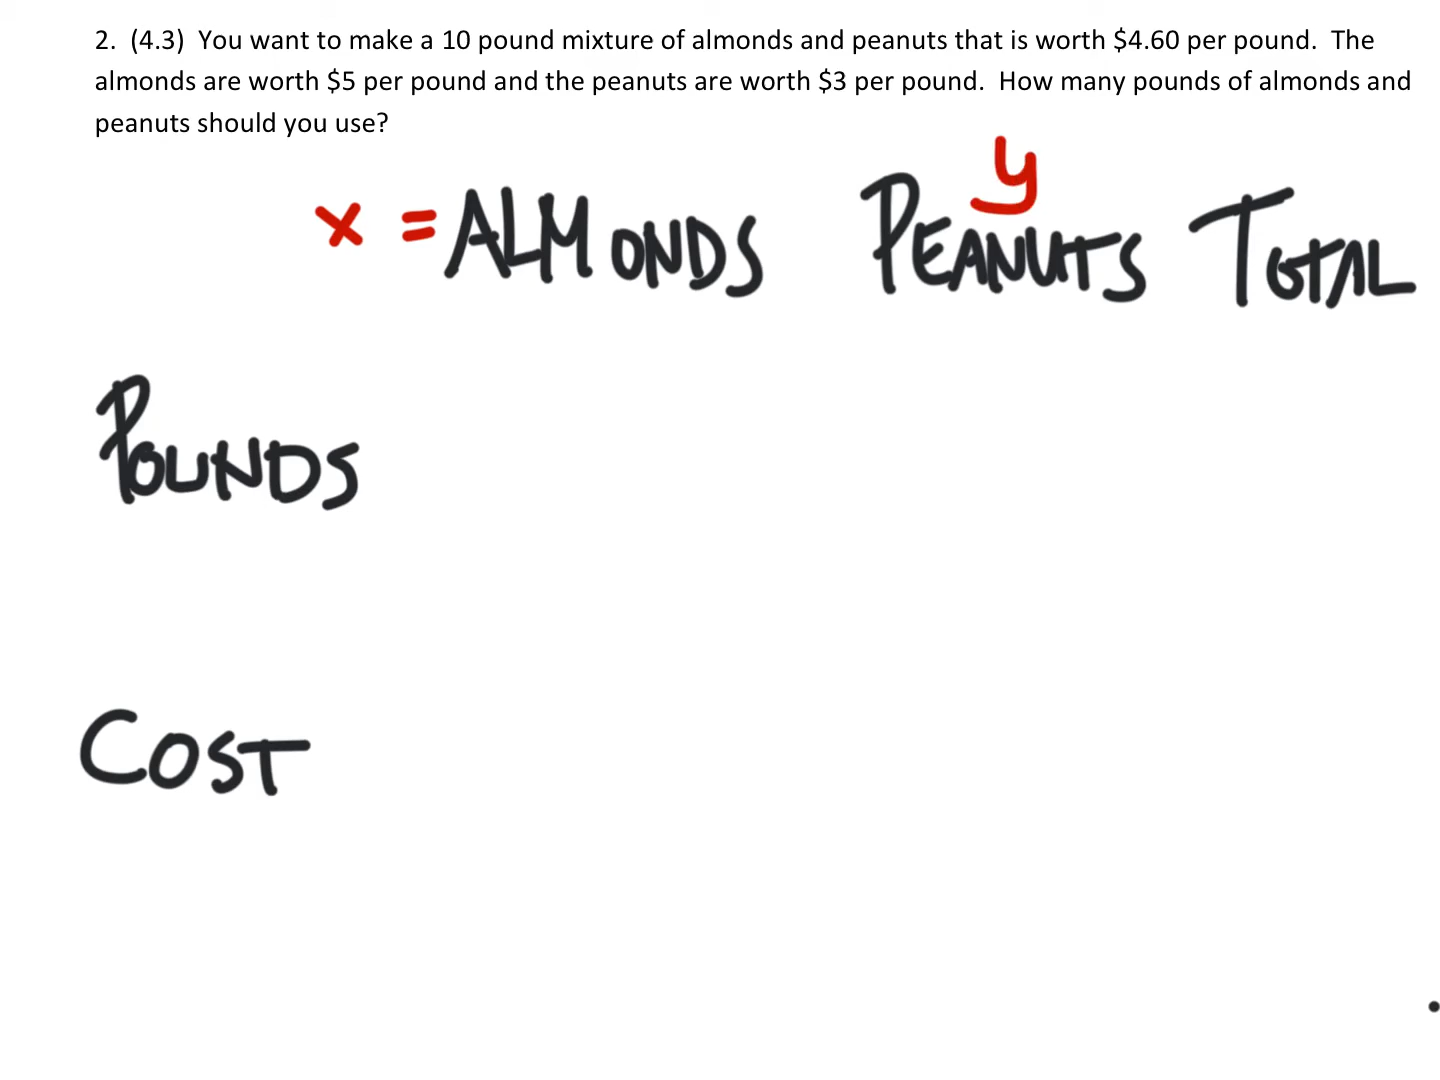 2. (4.3) You want to make a 10 pound mixture of almonds and peanuts that is worth $4.60 per pound. The
almonds are worth $5 per pound and the peanuts are worth $3 per pound. How many pounds of almonds and
peanuts should you use?
y
x = ALMONDS PEANUTS TOTAL
POUNDS
COST